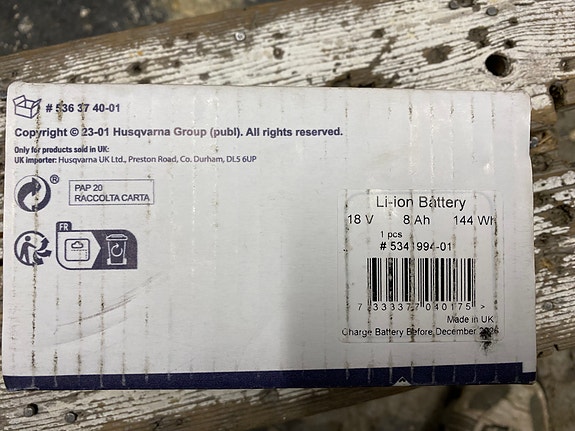 # 536 37 40-01
Copyright © 23-01 Husqvarna Group (publ). All rights reserved.
Only for products sold in UK:
UK importer: Husqvarna UK Ltd., Preston Road, Co. Durham, DL5 6UP
®
PAP 20
RACCOLTA CARTA
FR
Li-ion Battery
18 V 8 Ah 144 Wh
1 pcs
# 5341994-01
7 333377 040175 >
Made in UK
Charge Battery Before December